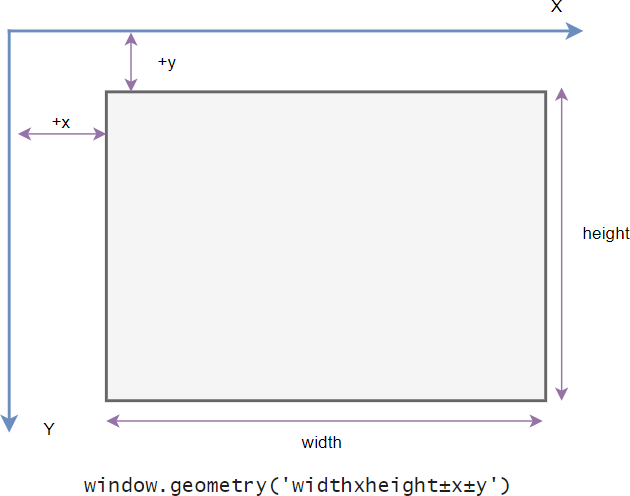 X
+y
+x
height
Y
width
window.geometry('widthxheight±x±y')